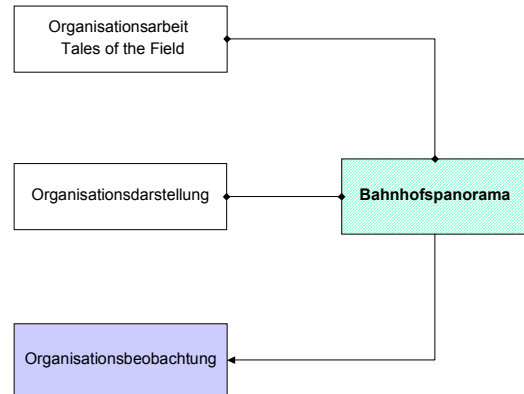 Organisationsarbeit
Tales of the Field
Organisationsdarstellung
Bahnhofspanorama
Organisationsbeobachtung